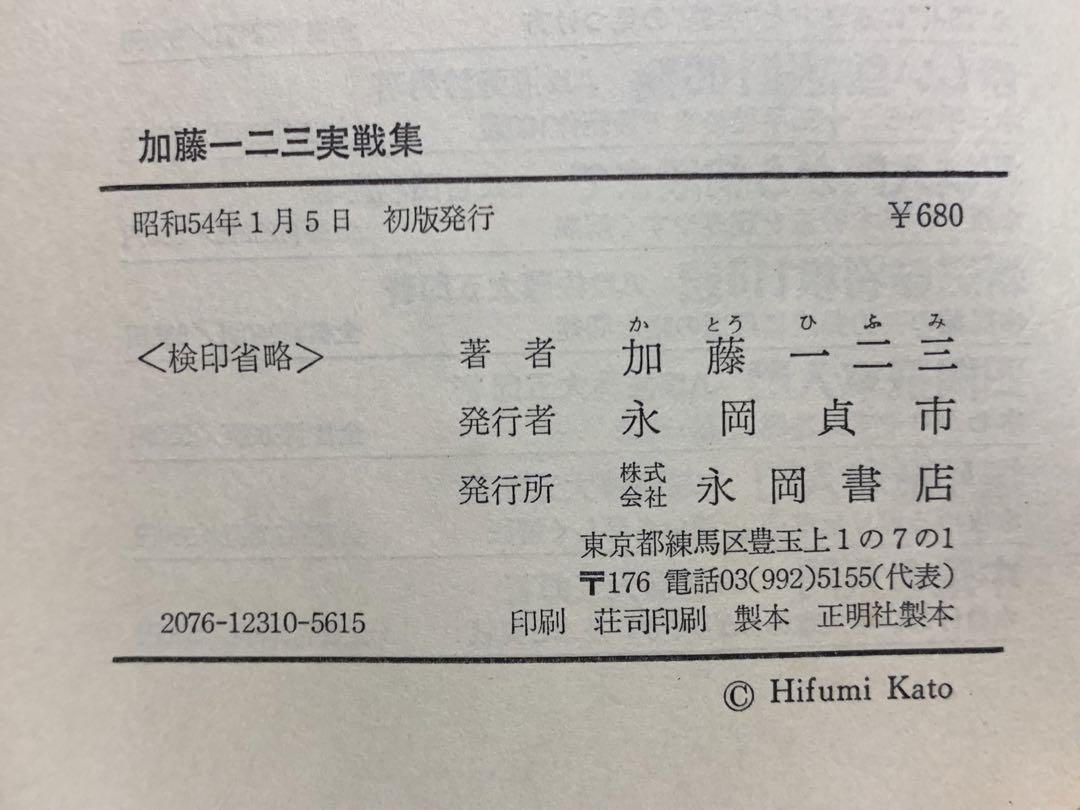 加藤一二三実戦集
昭和54年1月5日　初版発行　¥680
か　とう　ひ　ふ　み
＜検印省略＞　著者　加藤一二三
発行者　永岡貞市
発行所　株式会社　永岡書店
東京都練馬区豊玉上1の7の1
〒176 電話03(992)5155(代表)
2076-12310-5615　印刷　荘司印刷　製本　正明社製本
© Hifumi Kato